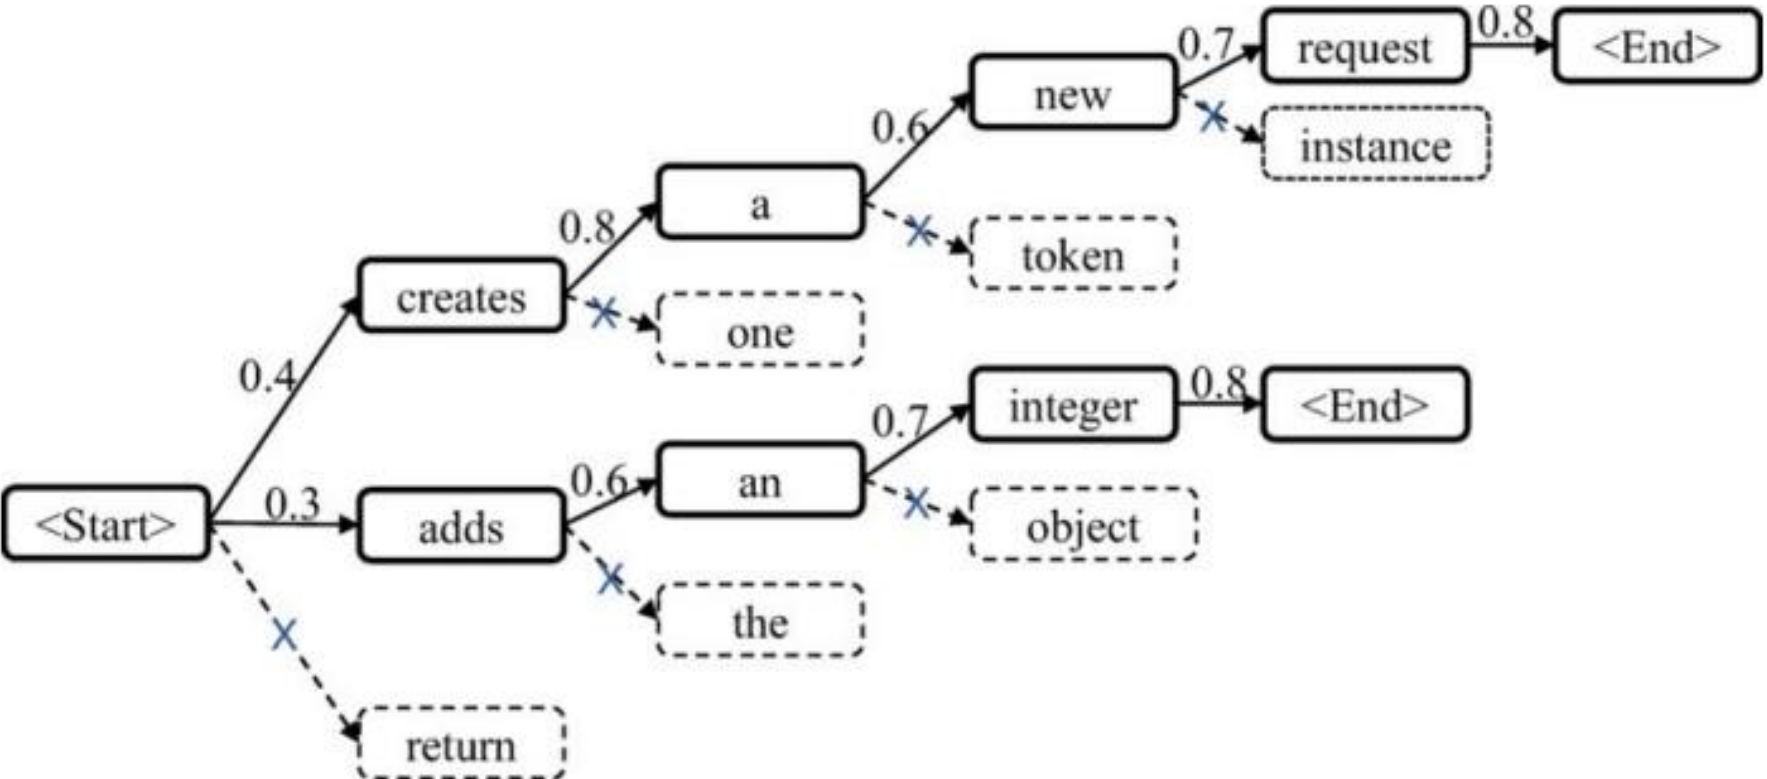 0.8
request
<End>
0.7
new
instance
0.6
a
token
0.8
creates
one
0.4
integer
0.8
<End>
0.7
an
0.6
object
<Start>
0.3
adds
the
return